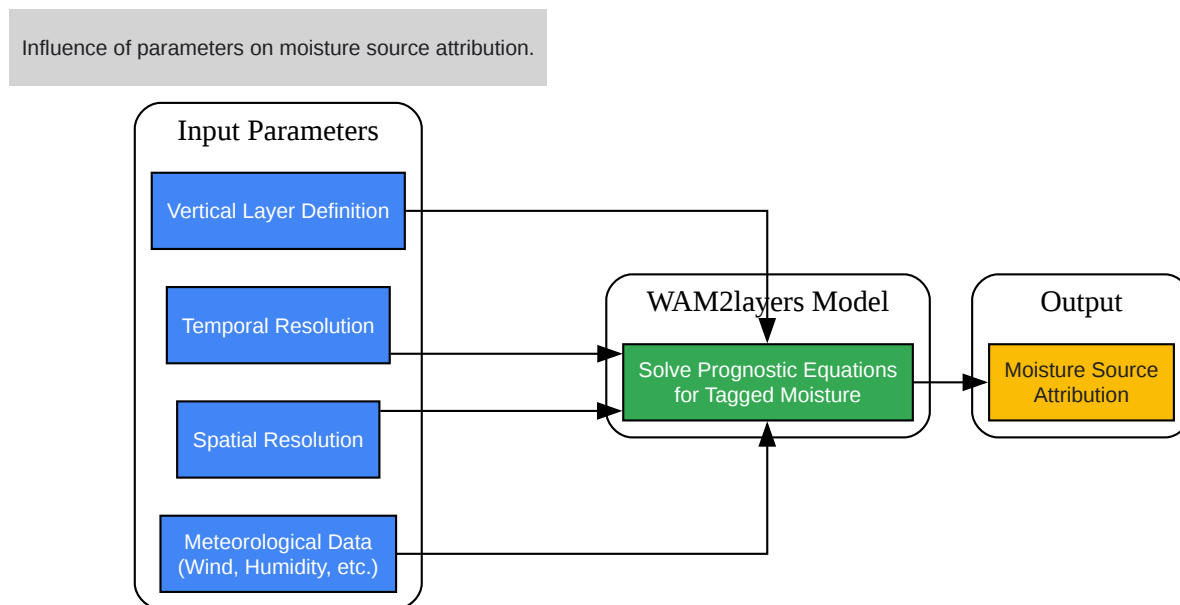 Influence of parameters on moisture source attribution.
Input Parameters
Vertical Layer Definition
Temporal Resolution
Spatial Resolution
Meteorological Data
(Wind, Humidity, etc.)
WAM2layers Model
Solve Prognostic Equations
for Tagged Moisture
Output
Moisture Source
Attribution